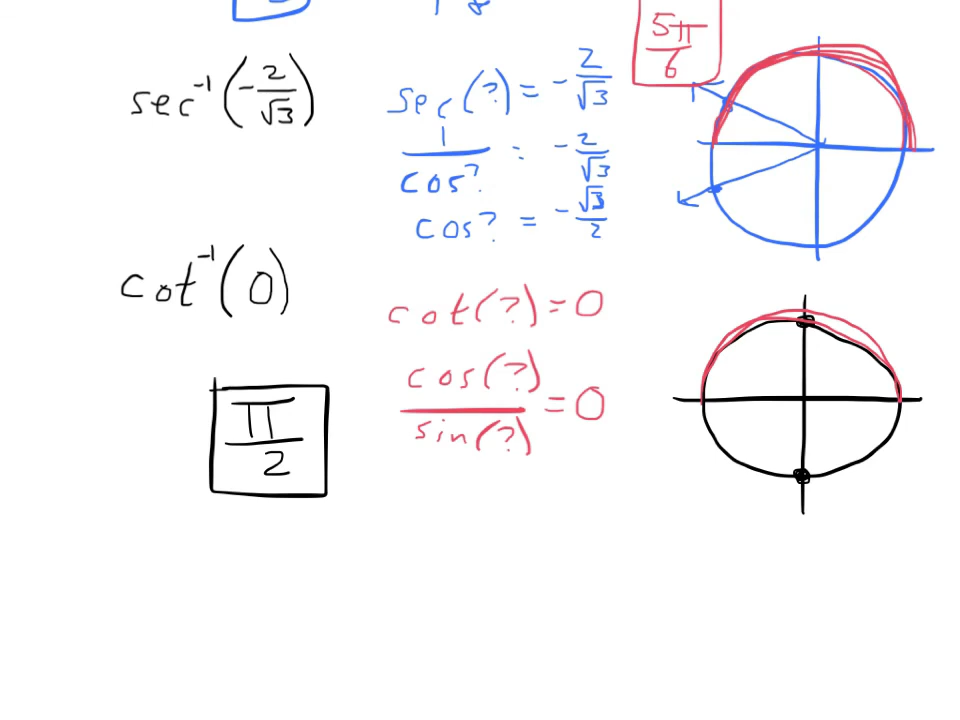 5π/6
sec⁻¹(-2/√3)
sec(?) = -2/√3
1/cos? = -2/√3
cos? = -√3/2
cot⁻¹(0)
cot(?) = 0
cos(?)/sin(?) = 0
π/2